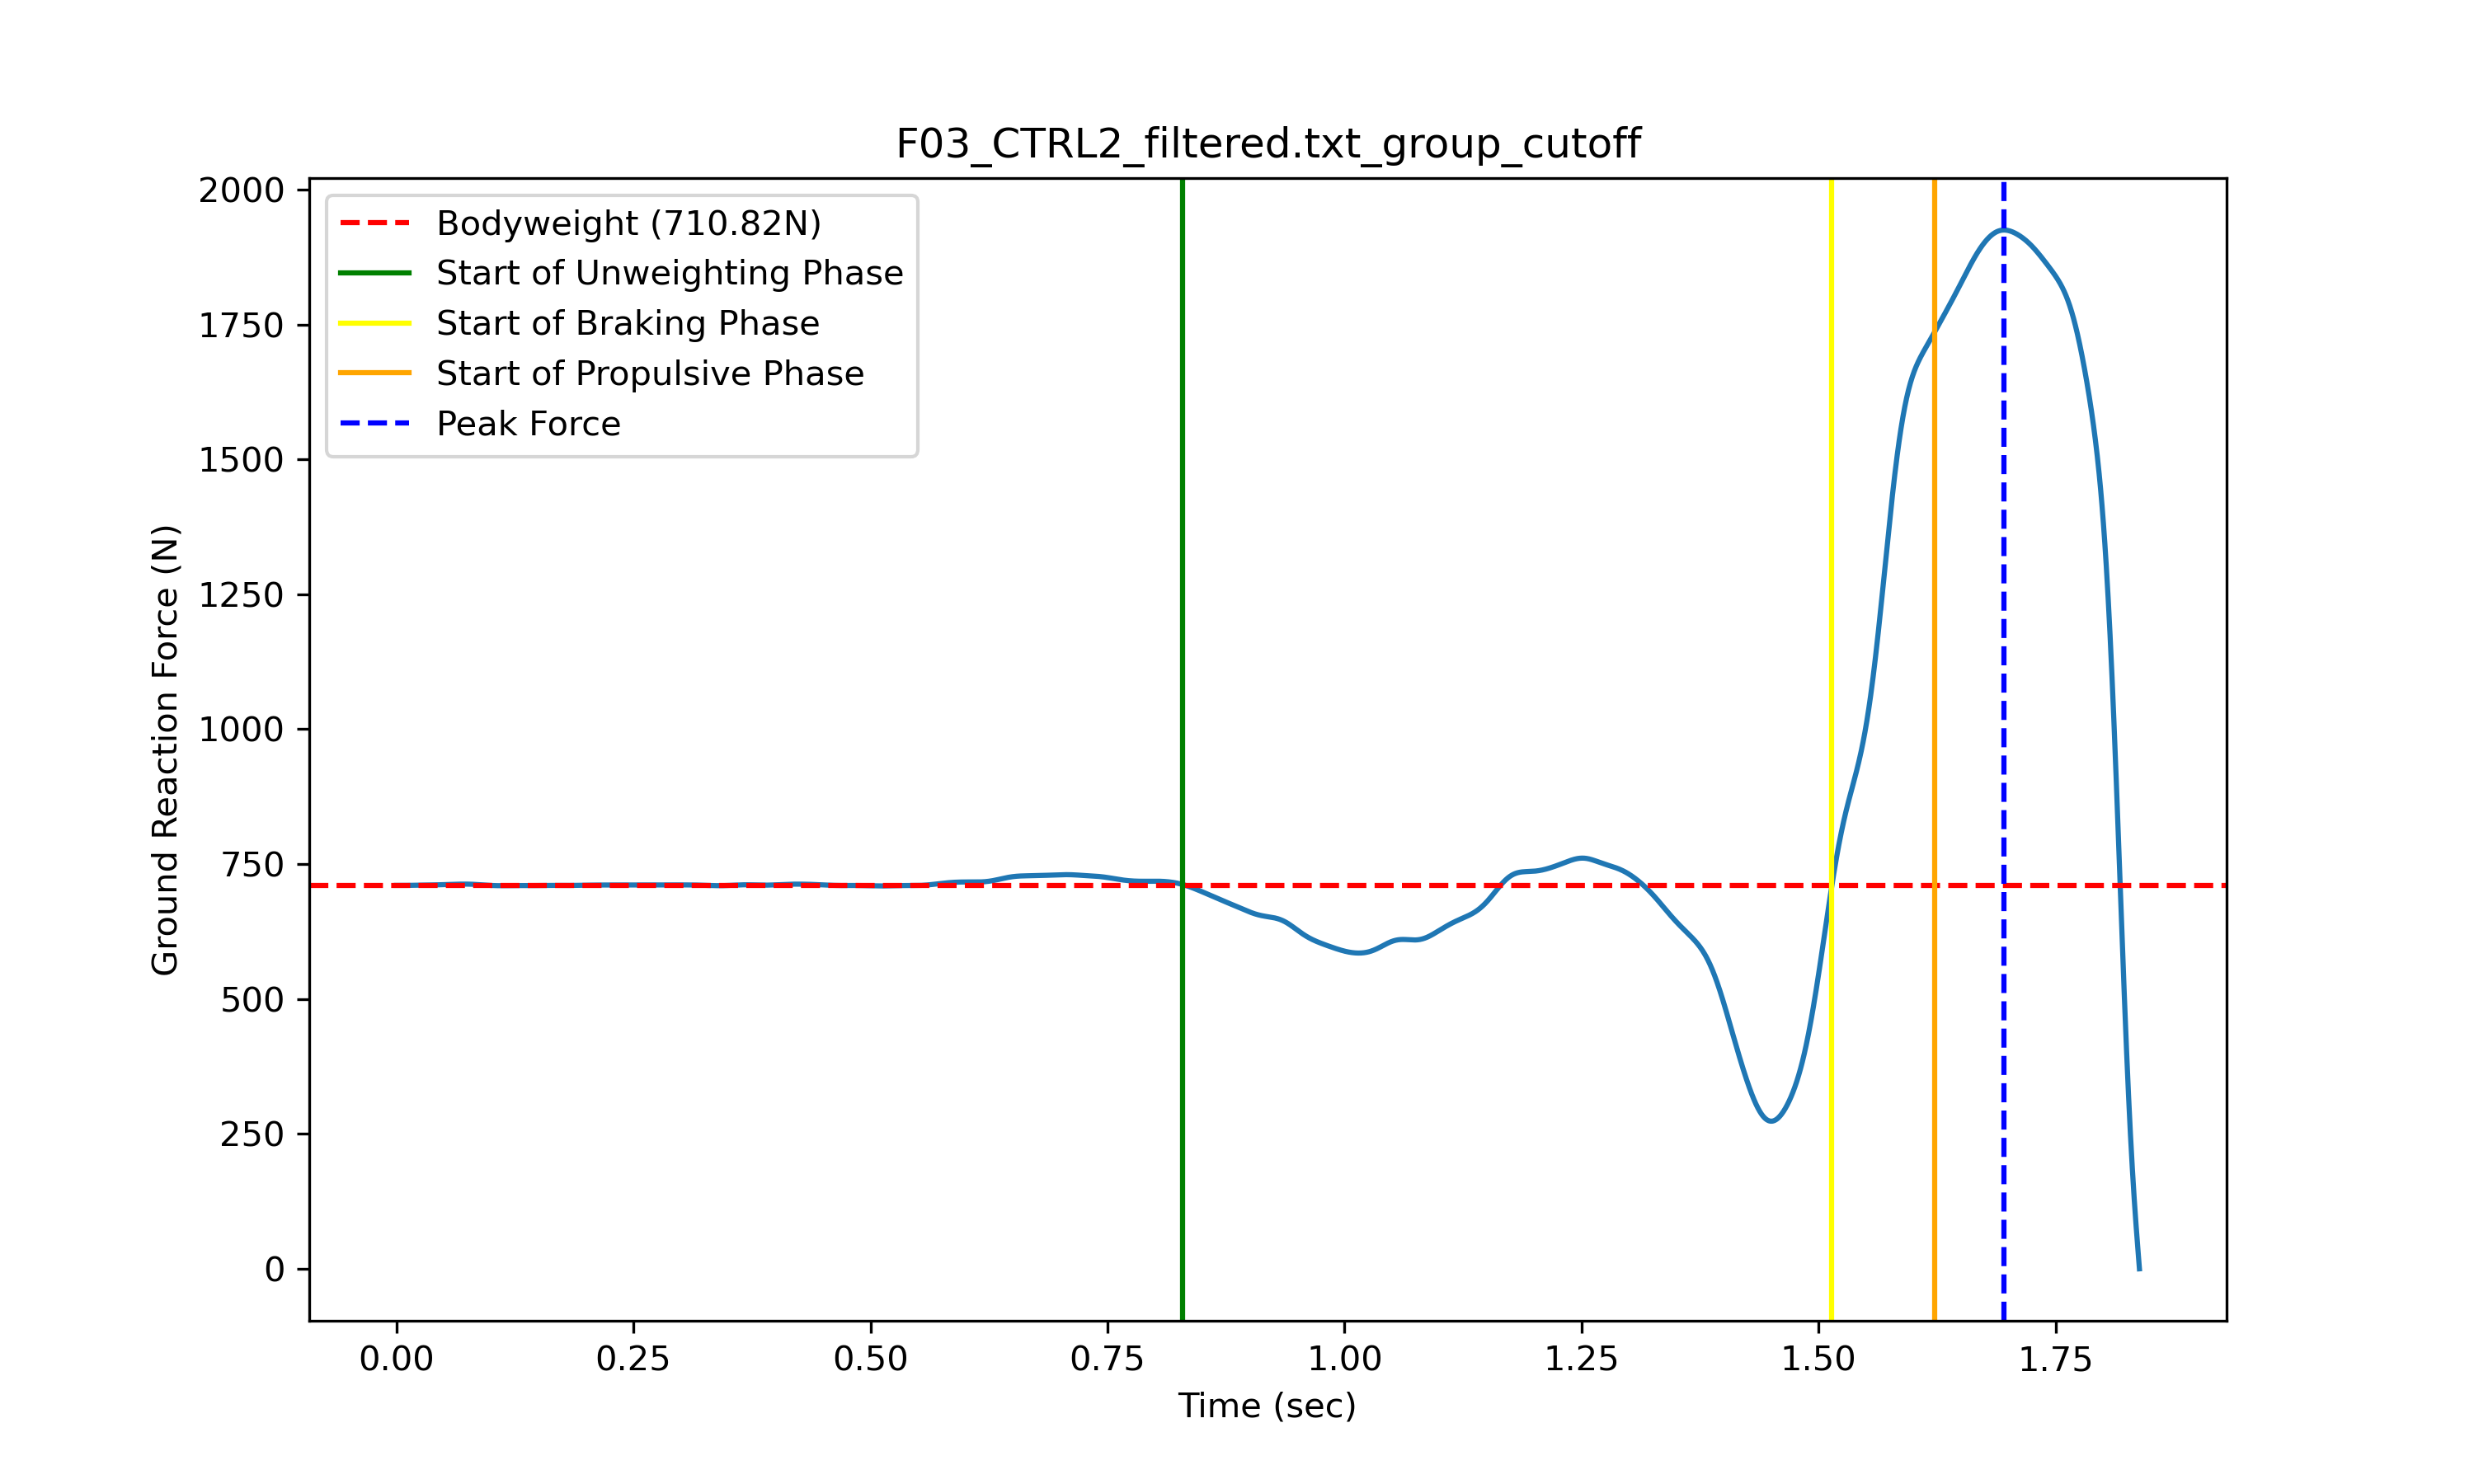 F03_CTRL2_filtered.txt_group_cutoff
2000
1750
1500
1250
1000
750
500
250
0
Ground Reaction Force (N)
Bodyweight (710.82N)
Start of Unweighting Phase
Start of Braking Phase
Start of Propulsive Phase
Peak Force
0.00 0.25 0.50 0.75 1.00 1.25 1.50 1.75
Time (sec)